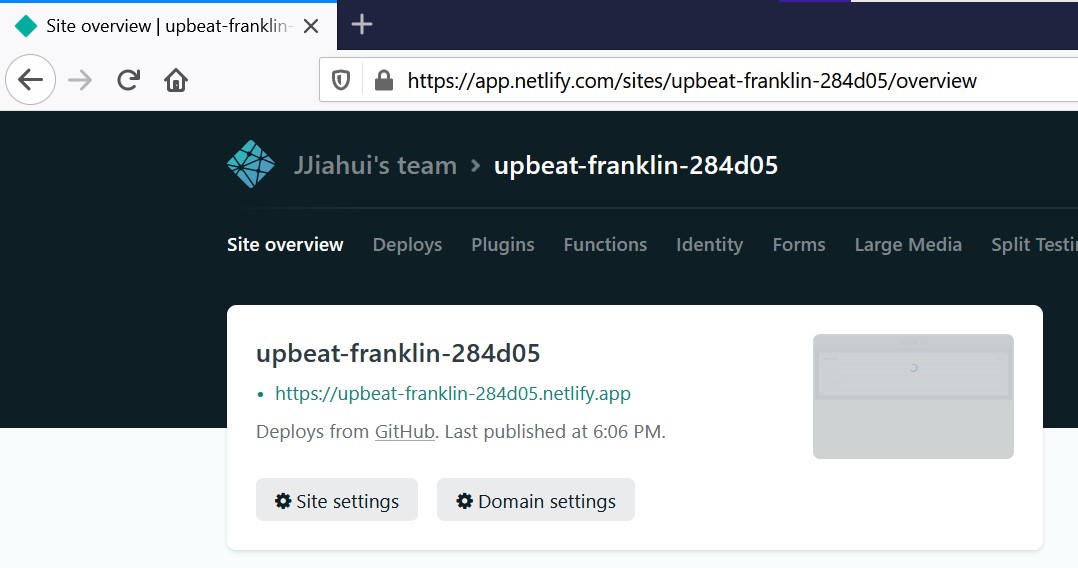 Site overview | upbeat-franklin-
https://app.netlify.com/sites/upbeat-franklin-284d05/overview
JJiahui's team > upbeat-franklin-284d05
Site overview Deploys Plugins Functions Identity Forms Large Media Split Testin
upbeat-franklin-284d05
• https://upbeat-franklin-284d05.netlify.app
Deploys from GitHub. Last published at 6:06 PM.
Site settings Domain settings